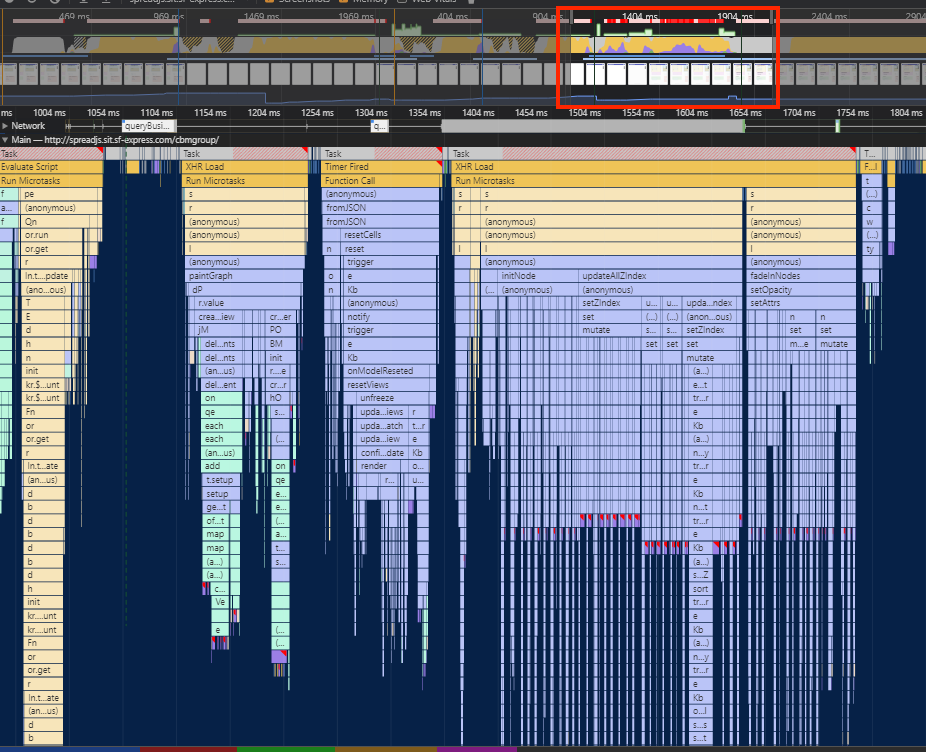 Screenshots Memory Web Vitals
469 ms 969 ms 1469 ms 1969 ms 404 ms 904 ms 1404 ms 1904 ms 2404 ms 2904
ms 1004 ms 1054 ms 1104 ms 1154 ms 1204 ms 1254 ms 1304 ms 1354 ms 1404 ms 1454 ms 1504 ms 1554 ms 1604 ms 1654 ms 1704 ms 1754 ms 1804 ms
Network queryBusi... q...
Main — http://spreadjs.sit.sf-express.com/cbmgroup/
Task Task Task Task T...
Evaluate Script XHR Load Timer Fired XHR Load F...l
Run Microtasks Run Microtasks Function Call Run Microtasks t
f pe s (anonymous) s s s (...)
a... (anonymous) r fromJSON r r r c
f Qn (anonymous) fromJSON (anonymous) (anonymous) w
or.run (anonymous) resetCells (anonymous) (anonymous) (...)
or.get l n reset l l l ty
r (anonymous) trigger (anonymous) (anonymous)
In.t....pdate paintGraph o e initNode updateAllZIndex fadeInNodes
(an...ous) dP n Kb (... (anonymous) (anonymous) setOpacity
T r.value (anonymous) setZIndex u... u... upda...ndex setAttrs
E crea...iew cr...er notify set (...) (...) (anon...ous) n n
d jM PO trigger mutate s... s... setZIndex set set
h del...nts BM e set set set m...e mutate
n del...nts init Kb mutate
init (an...us) r....e onModelReseted (a...)
kr.$...unt del...ent cr...r resetViews e...t
kr.$...unt on hO unfreeze tr...r
Fn qe s... upda...iews r e
or each upda...atch t...r Kb
or.get each (... upda...iew e (a...)
r (an...us) confi...date Kb n...y
In.t...ate add on render o... tr...r
(an...us) t.setup qe r... u... e
d setup e... Kb
b ge...t e... n...t
d of...t (... tr...r
b map a... e
d map t... Kb
b (a...) s... (a...)
d (a...) s...Z
h c... sort
init Ve tr...r
kr....unt e
kr....unt e (... Kb
Fn (... (a...)
or n...y
or.get tr...r
r e
In.t...ate Kb
(an...us) o...l
d s...s
b s...t